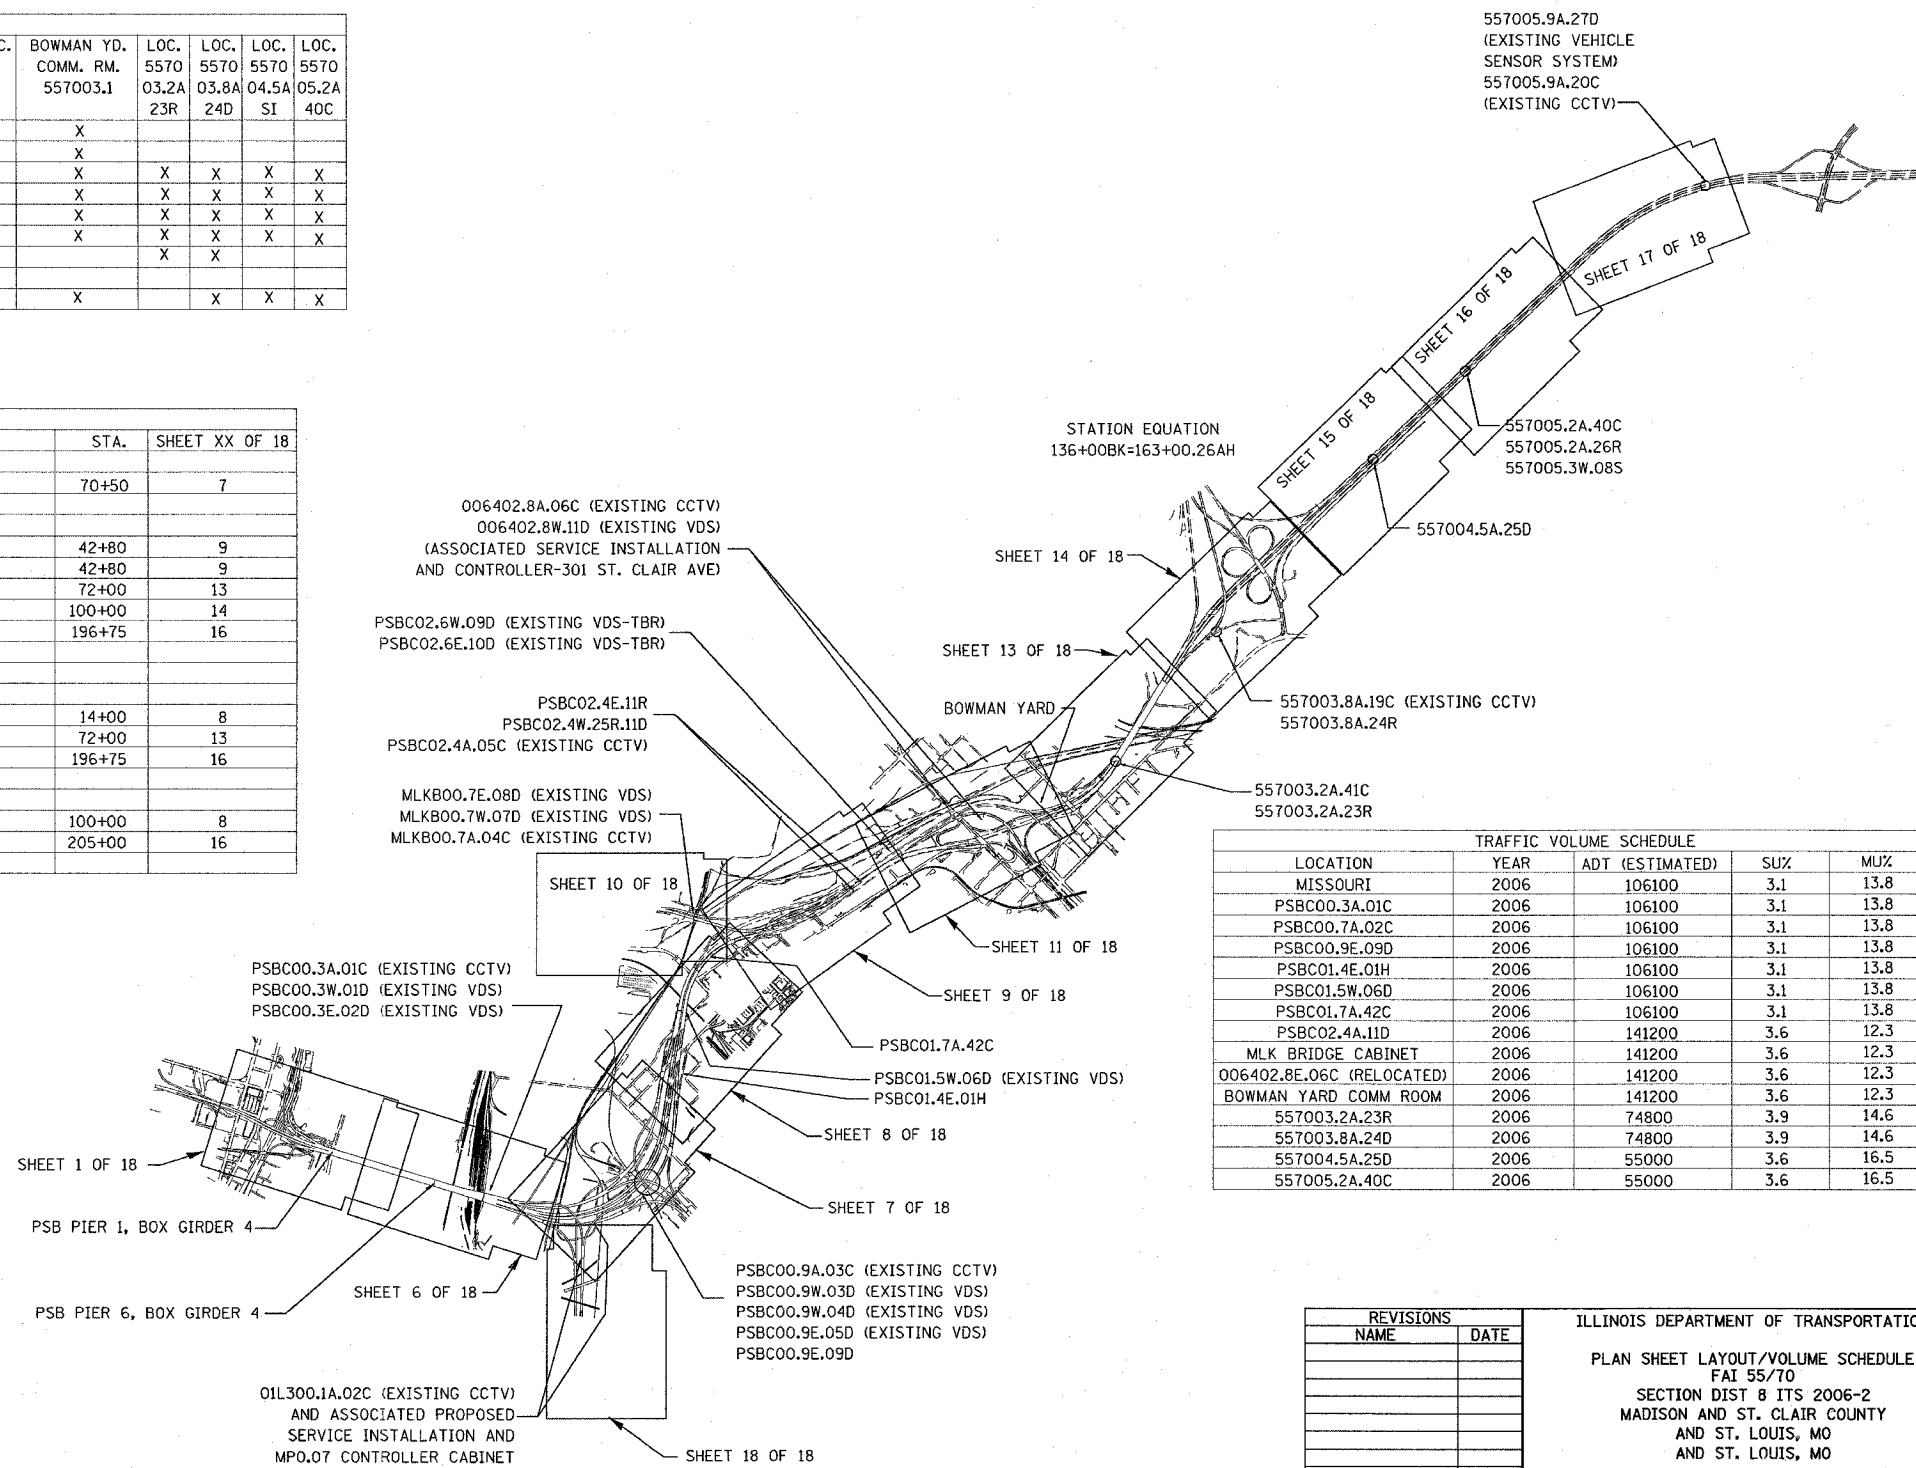 C. BOWMAN YD. LOC. LOC. LOC. LOC.
COMM. RM. 5570 5570 5570 5570
557003.1 03.2A 03.8A 04.5A 05.2A
23R 24D SI 40C
X
X
X X X X X
X X X X X
X X X X X
X X X X X
X X
X X X X
STA. SHEET XX OF 18
70+50 7
42+80 9
42+80 9
72+00 13
100+00 14
196+75 16
14+00 8
72+00 13
196+75 16
100+00 8
205+00 16
557005.9A.27D
(EXISTING VEHICLE
SENSOR SYSTEM)
557005.9A.20C
(EXISTING CCTV)
SHEET 17 OF 18
SHEET 16 OF 18
SHEET 15 OF 18
STATION EQUATION
136+00BK=163+00.26AH
557005.2A.40C
557005.2A.26R
557005.3W.08S
557004.5A.25D
006402.8A.06C (EXISTING CCTV)
006402.8W.11D (EXISTING VDS)
(ASSOCIATED SERVICE INSTALLATION
AND CONTROLLER-301 ST. CLAIR AVE)
SHEET 14 OF 18
PSBC02.6W.09D (EXISTING VDS-TBR)
PSBC02.6E.10D (EXISTING VDS-TBR)
SHEET 13 OF 18
PSBC02.4E.11R
PSBC02.4W.25R.11D
PSBC02.4A.05C (EXISTING CCTV)
BOWMAN YARD
557003.8A.19C (EXISTING CCTV)
557003.8A.24R
MLKB00.7E.08D (EXISTING VDS)
MLKB00.7W.07D (EXISTING VDS)
MLKB00.7A.04C (EXISTING CCTV)
557003.2A.41C
557003.2A.23R
SHEET 10 OF 18
SHEET 11 OF 18
SHEET 9 OF 18
PSBC00.3A.01C (EXISTING CCTV)
PSBC00.3W.01D (EXISTING VDS)
PSBC00.3E.02D (EXISTING VDS)
PSBC01.7A.42C
PSBC01.5W.06D (EXISTING VDS)
PSBC01.4E.01H
SHEET 8 OF 18
SHEET 1 OF 18
SHEET 7 OF 18
PSB PIER 1, BOX GIRDER 4
SHEET 6 OF 18
PSB PIER 6, BOX GIRDER 4
PSBC00.9A.03C (EXISTING CCTV)
PSBC00.9W.03D (EXISTING VDS)
PSBC00.9W.04D (EXISTING VDS)
PSBC00.9E.05D (EXISTING VDS)
PSBC00.9E.09D
01L300.1A.02C (EXISTING CCTV)
AND ASSOCIATED PROPOSED
SERVICE INSTALLATION AND
MP0.07 CONTROLLER CABINET
SHEET 18 OF 18
TRAFFIC VOLUME SCHEDULE
LOCATION YEAR ADT (ESTIMATED) SU% MU%
MISSOURI 2006 106100 3.1 13.8
PSBC00.3A.01C 2006 106100 3.1 13.8
PSBC00.7A.02C 2006 106100 3.1 13.8
PSBC00.9E.09D 2006 106100 3.1 13.8
PSBC01.4E.01H 2006 106100 3.1 13.8
PSBC01.5W.06D 2006 106100 3.1 13.8
PSBC01.7A.42C 2006 106100 3.1 13.8
PSBC02.4A.11D 2006 141200 3.6 12.3
MLK BRIDGE CABINET 2006 141200 3.6 12.3
006402.8E.06C (RELOCATED) 2006 141200 3.6 12.3
BOWMAN YARD COMM ROOM 2006 141200 3.6 12.3
557003.2A.23R 2006 74800 3.9 14.6
557003.8A.24D 2006 74800 3.9 14.6
557004.5A.25D 2006 55000 3.6 16.5
557005.2A.40C 2006 55000 3.6 16.5
REVISIONS
NAME DATE
ILLINOIS DEPARTMENT OF TRANSPORTATIO
PLAN SHEET LAYOUT/VOLUME SCHEDULE
FAI 55/70
SECTION DIST 8 ITS 2006-2
MADISON AND ST. CLAIR COUNTY
AND ST. LOUIS, MO
AND ST. LOUIS, MO